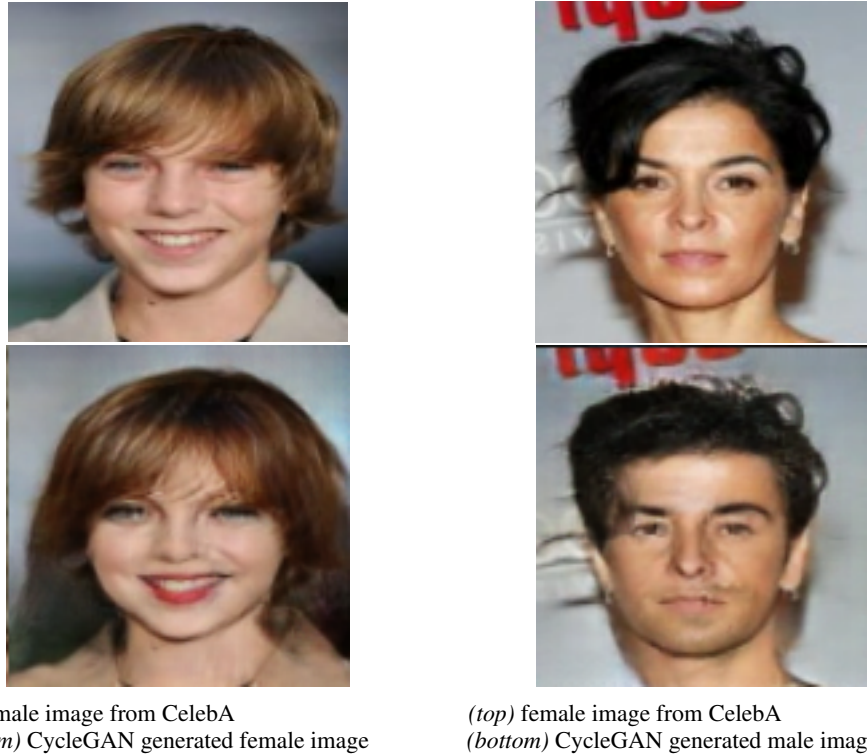 male image from CelebA
m) CycleGAN generated female image
(top) female image from CelebA
(bottom) CycleGAN generated male imag